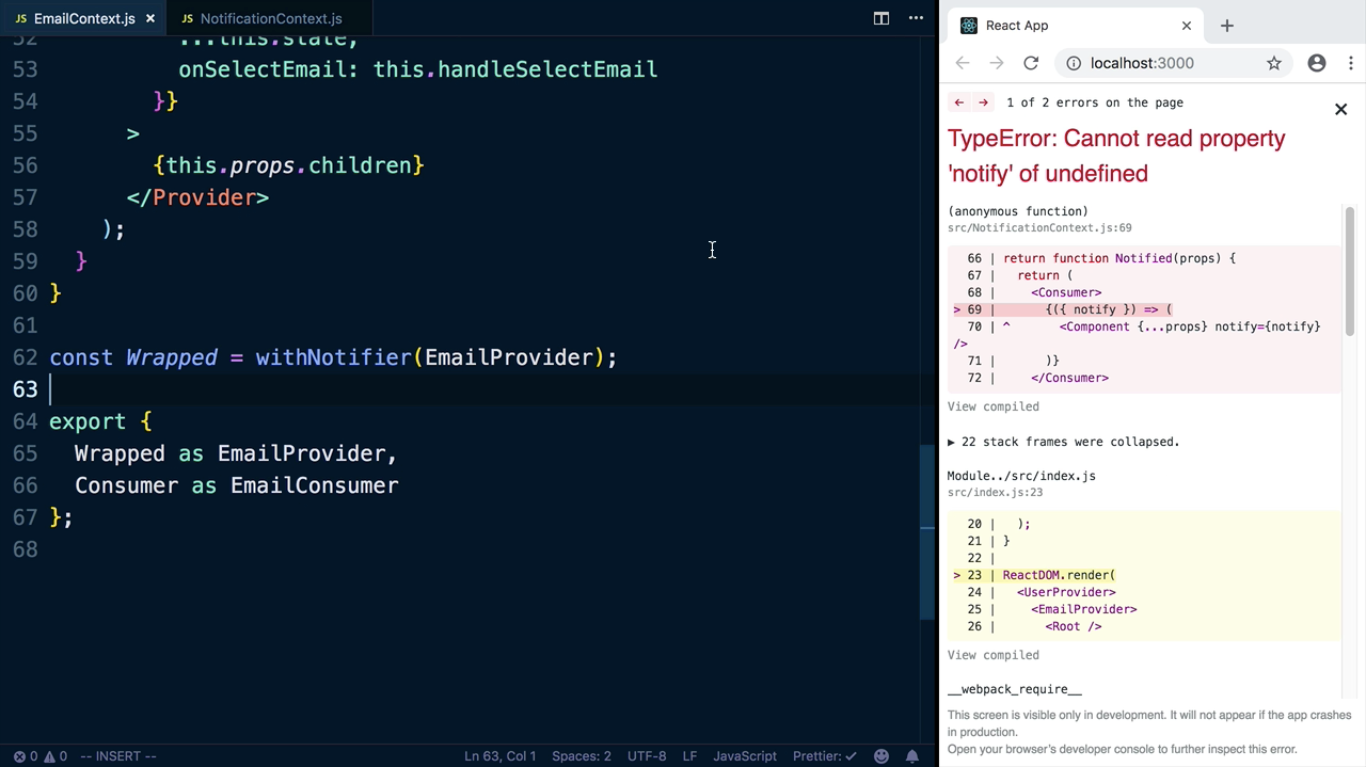 JS EmailContext.js ×
JS NotificationContext.js
52 ...this.state,
53 onSelectEmail: this.handleSelectEmail
54 }}
55 >
56 {this.props.children}
57 </Provider>
58 );
59 }
60 }
61
62 const Wrapped = withNotifier(EmailProvider);
63
64 export {
65 Wrapped as EmailProvider,
66 Consumer as EmailConsumer
67 };
68
0 0 -- INSERT --
Ln 63, Col 1 Spaces: 2 UTF-8 LF JavaScript Prettier: ✓
React App
localhost:3000
← → 1 of 2 errors on the page
TypeError: Cannot read property
'notify' of undefined
(anonymous function)
src/NotificationContext.js:69
66 | return function Notified(props) {
67 | return (
68 | <Consumer>
> 69 | {({ notify }) => (
70 | ^ <Component {...props} notify={notify}
/>
71 | )}
72 | </Consumer>
View compiled
▶ 22 stack frames were collapsed.
Module../src/index.js
src/index.js:23
20 | );
21 | }
22 |
> 23 | ReactDOM.render(
24 | <UserProvider>
25 | <EmailProvider>
26 | <Root />
View compiled
__webpack_require__
This screen is visible only in development. It will not appear if the app crashes
in production.
Open your browser's developer console to further inspect this error.